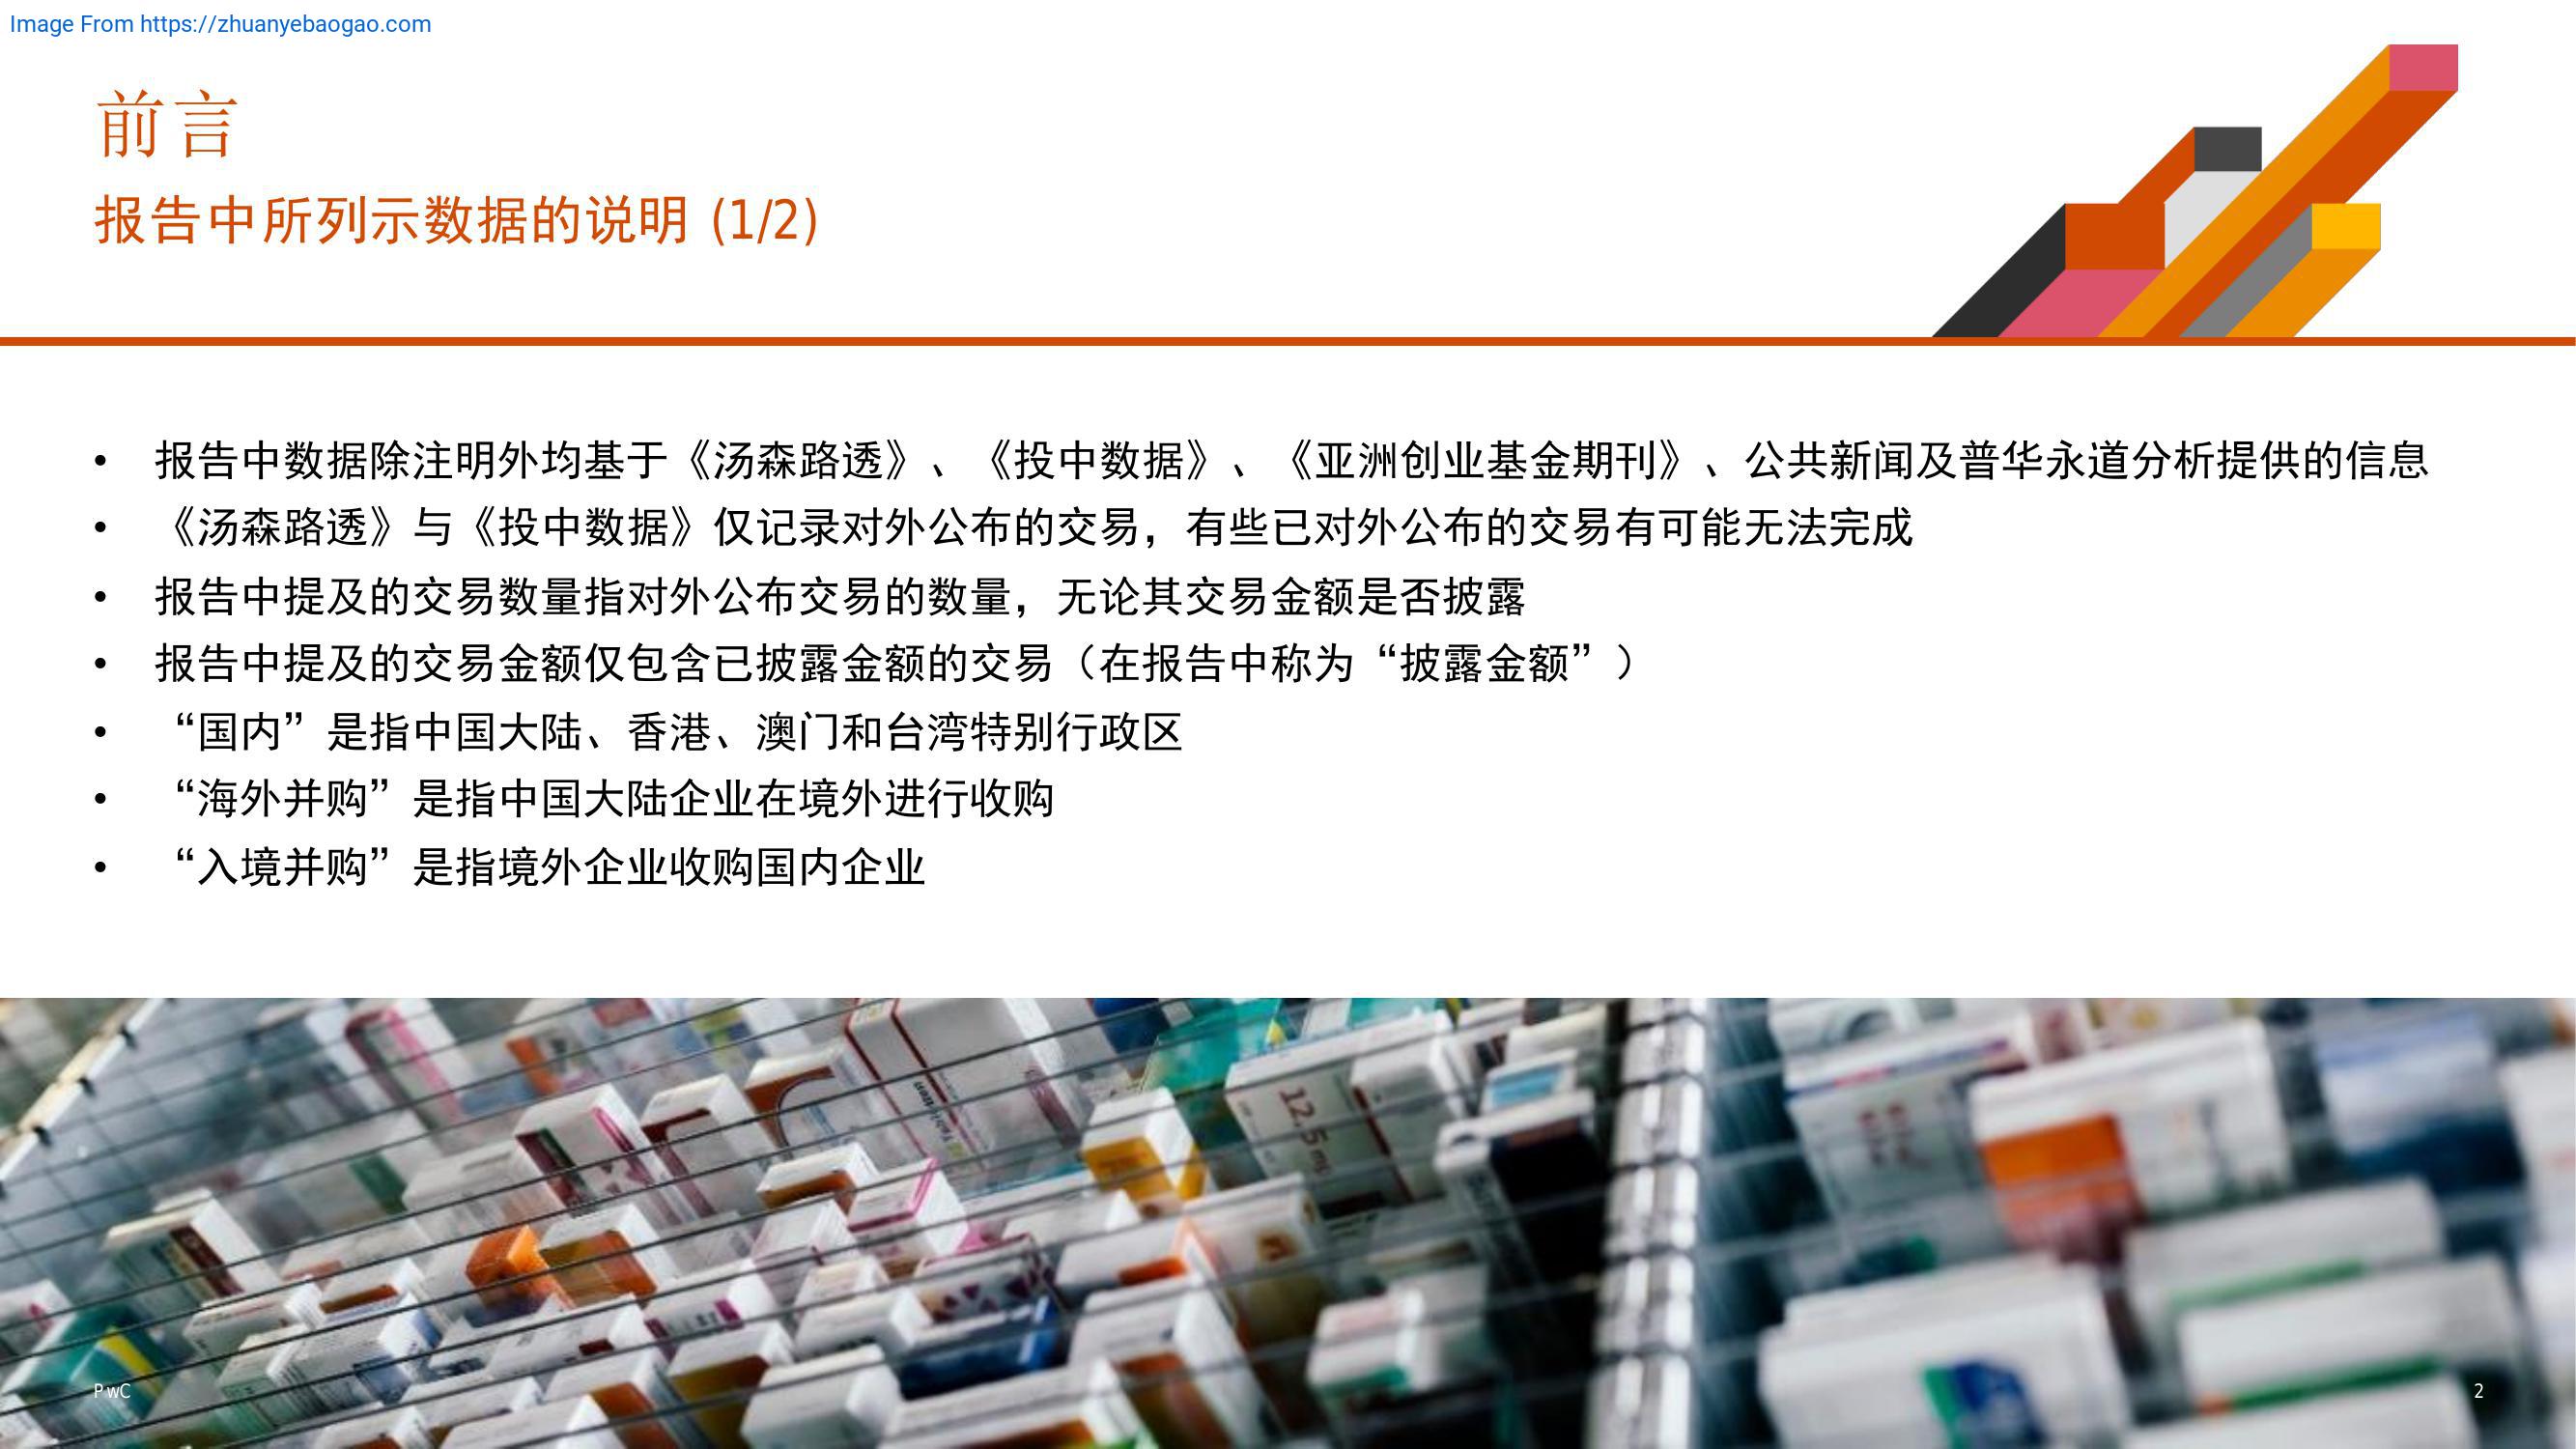 Image From https://zhuanyebaogao.com
前言
报告中所列示数据的说明 (1/2)
• 报告中数据除注明外均基于《汤森路透》、《投中数据》、《亚洲创业基金期刊》、公共新闻及普华永道分析提供的信息
• 《汤森路透》与《投中数据》仅记录对外公布的交易，有些已对外公布的交易有可能无法完成
• 报告中提及的交易数量指对外公布交易的数量，无论其交易金额是否披露
• 报告中提及的交易金额仅包含已披露金额的交易（在报告中称为“披露金额”）
• “国内”是指中国大陆、香港、澳门和台湾特别行政区
• “海外并购”是指中国大陆企业在境外进行收购
• “入境并购”是指境外企业收购国内企业
12.5 mg
PwC
2